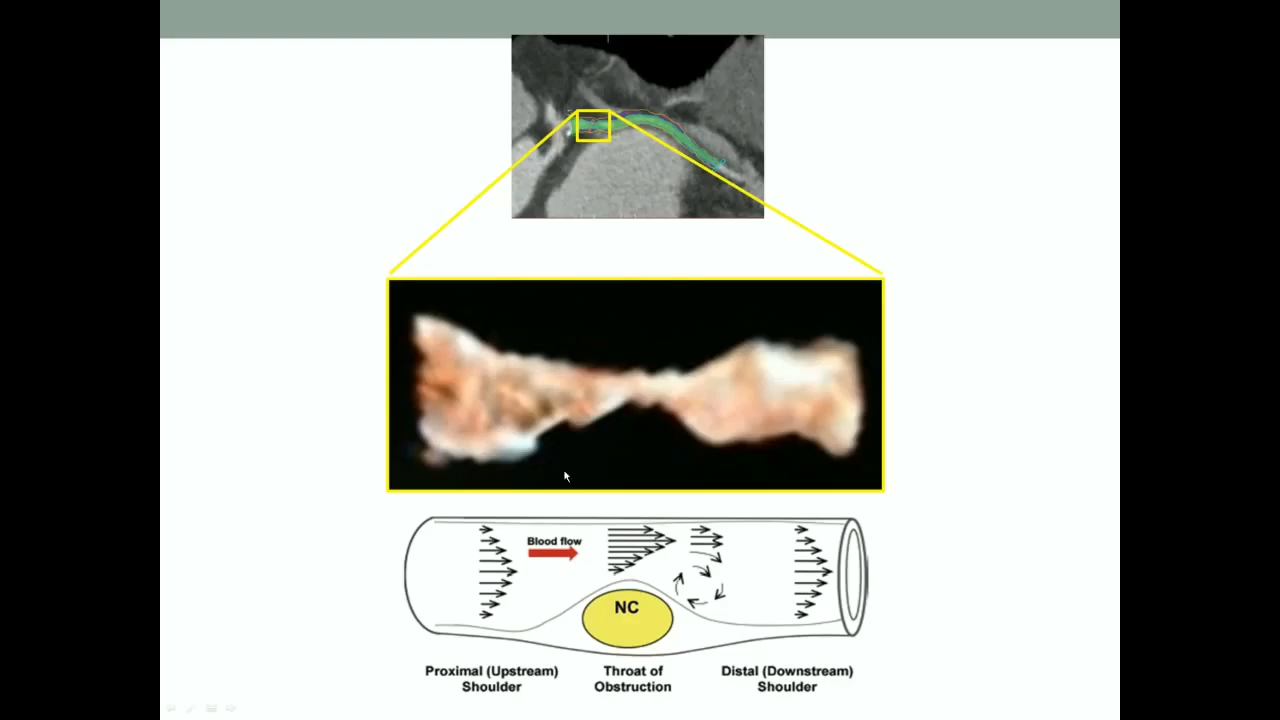 Blood flow
NC
Proximal (Upstream)
Shoulder
Throat of
Obstruction
Distal (Downstream)
Shoulder